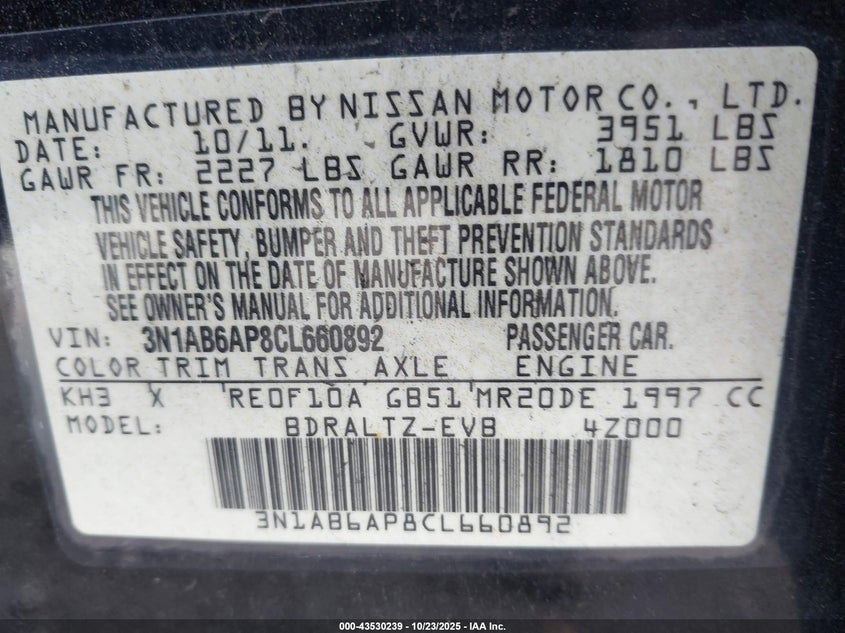 MANUFACTURED BY NISSAN MOTOR CO., LTD.
DATE: 10/11. GVWR: 3951 LBS
GAWR FR: 2227 LBS GAWR RR: 1810 LBS
THIS VEHICLE CONFORMS TO ALL APPLICABLE FEDERAL MOTOR
VEHICLE SAFETY, BUMPER AND THEFT PREVENTION STANDARDS
IN EFFECT ON THE DATE OF MANUFACTURE SHOWN ABOVE.
SEE OWNER'S MANUAL FOR ADDITIONAL INFORMATION.
VIN: 3N1AB6AP8CL660892 PASSENGER CAR.
COLOR TRIM TRANS AXLE ENGINE
KH3 X RE0F10A GB51 MR20DE 1997 CC
MODEL: BDRALTZ-EVB 4Z000
3N1AB6AP8CL660892
000-43530239 - 10/23/2025 - IAA Inc.